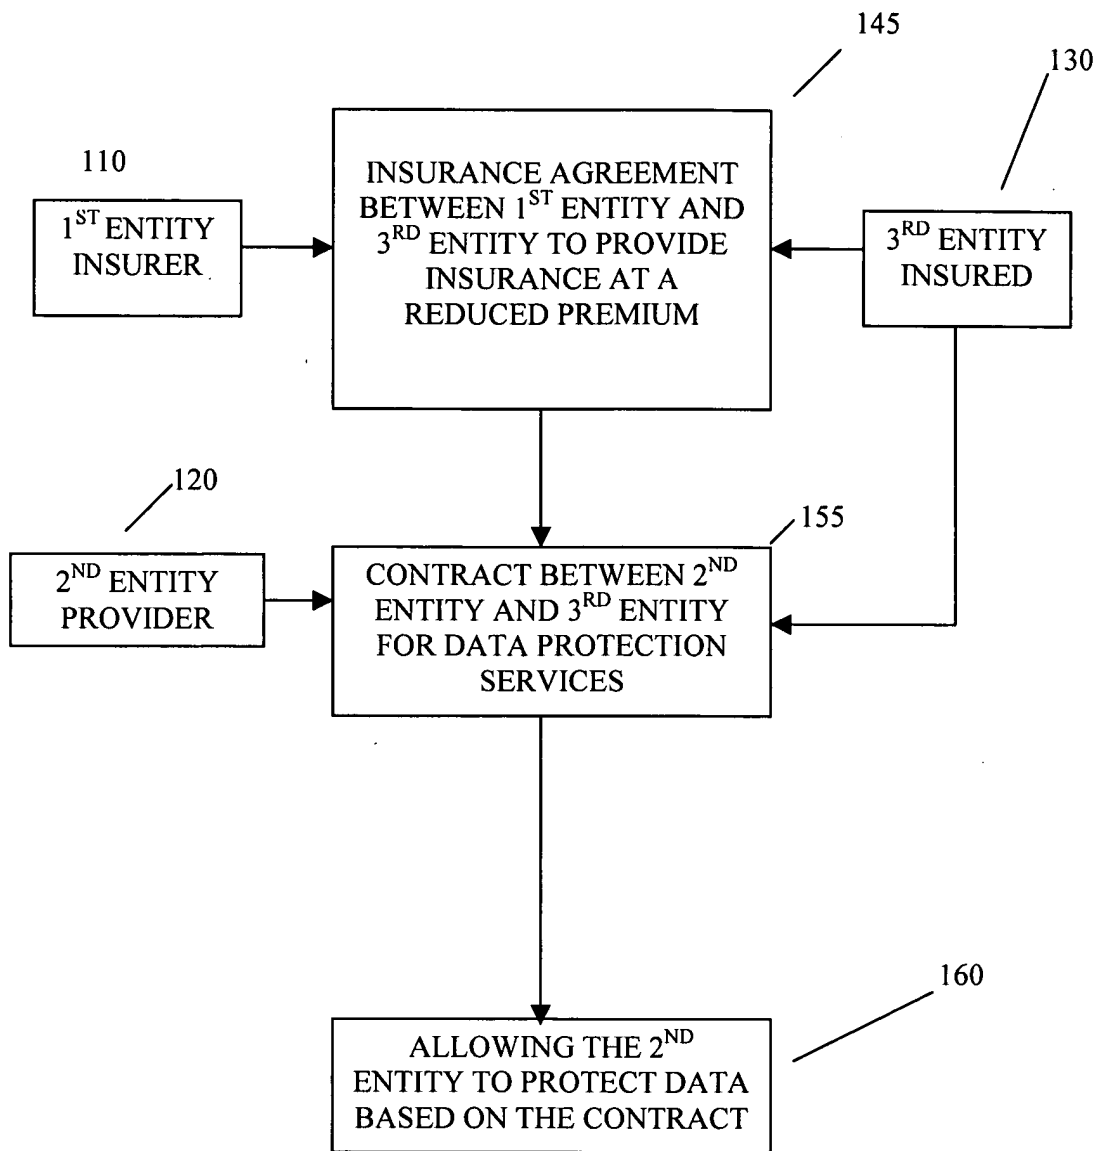 145
130
110
1ST ENTITY
INSURER
INSURANCE AGREEMENT
BETWEEN 1ST ENTITY AND
3RD ENTITY TO PROVIDE
INSURANCE AT A
REDUCED PREMIUM
3RD ENTITY
INSURED
120
2ND ENTITY
PROVIDER
155
CONTRACT BETWEEN 2ND
ENTITY AND 3RD ENTITY
FOR DATA PROTECTION
SERVICES
160
ALLOWING THE 2ND
ENTITY TO PROTECT DATA
BASED ON THE CONTRACT